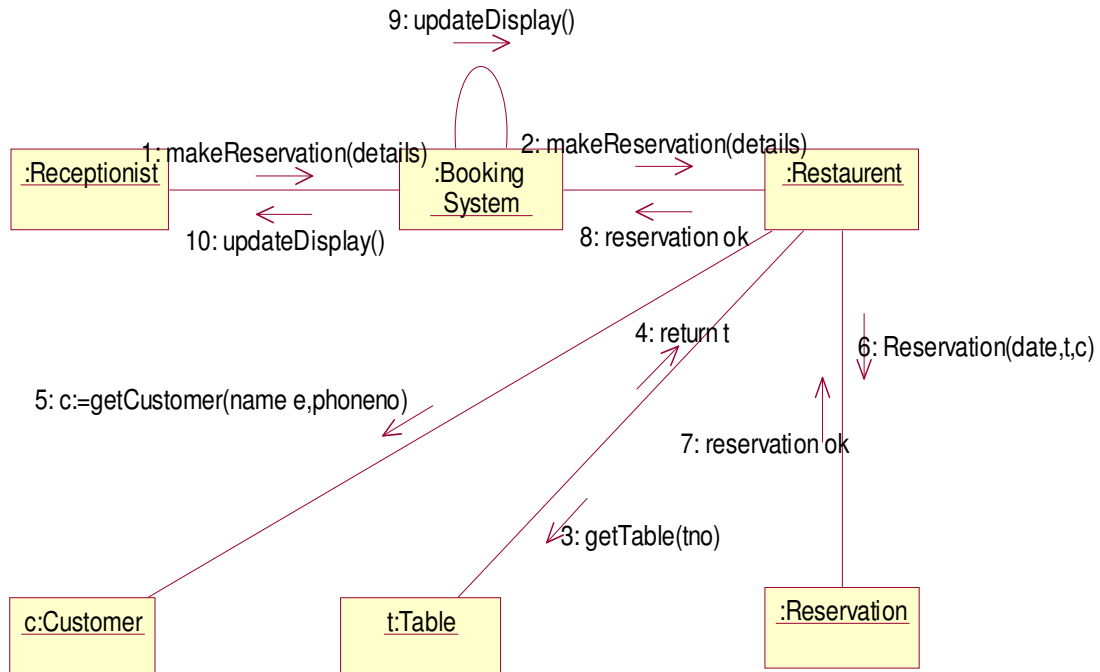 9: updateDisplay()
1: makeReservation(details)
2: makeReservation(details)
:Receptionist
:Booking
System
:Restaurent
10: updateDisplay()
8: reservation ok
4: return t
6: Reservation(date,t,c)
5: c:=getCustomer(name e,phoneno)
7: reservation ok
3: getTable(tno)
c:Customer
t:Table
:Reservation